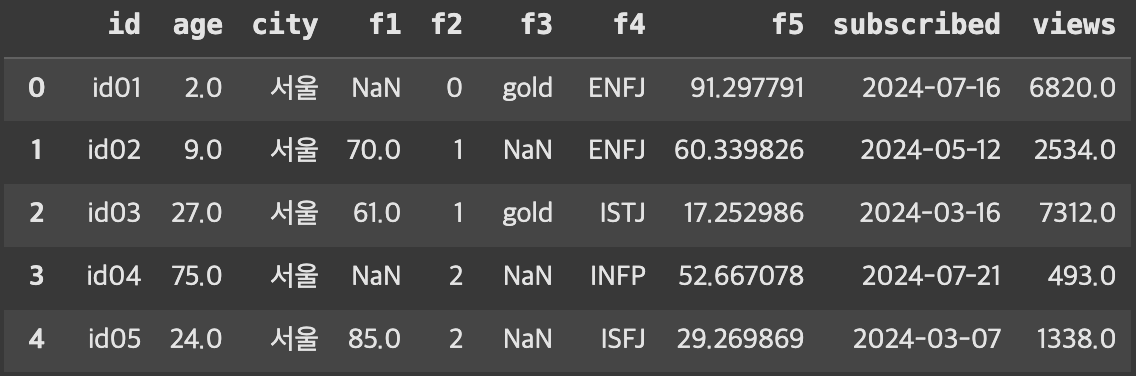 id age city f1 f2 f3 f4 f5 subscribed views
0 id01 2.0 서울 NaN 0 gold ENFJ 91.297791 2024-07-16 6820.0
1 id02 9.0 서울 70.0 1 NaN ENFJ 60.339826 2024-05-12 2534.0
2 id03 27.0 서울 61.0 1 gold ISTJ 17.252986 2024-03-16 7312.0
3 id04 75.0 서울 NaN 2 NaN INFP 52.667078 2024-07-21 493.0
4 id05 24.0 서울 85.0 2 NaN ISFJ 29.269869 2024-03-07 1338.0